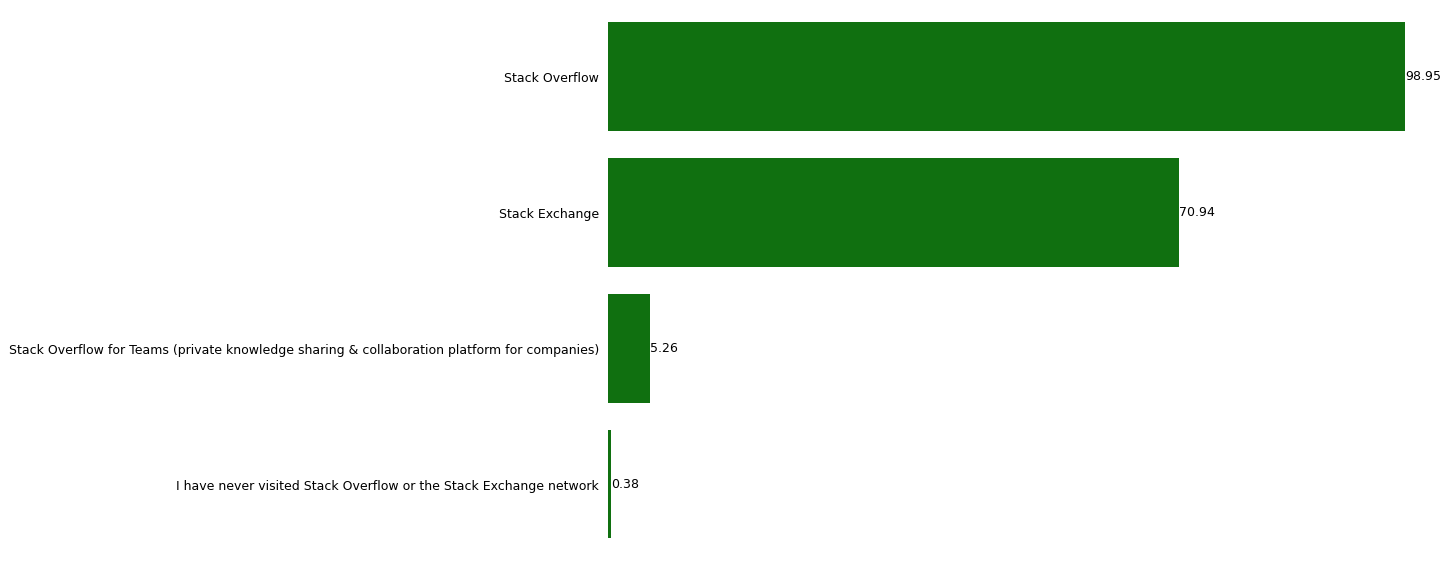 Stack Overflow 98.95
Stack Exchange 70.94
Stack Overflow for Teams (private knowledge sharing & collaboration platform for companies) 5.26
I have never visited Stack Overflow or the Stack Exchange network 0.38